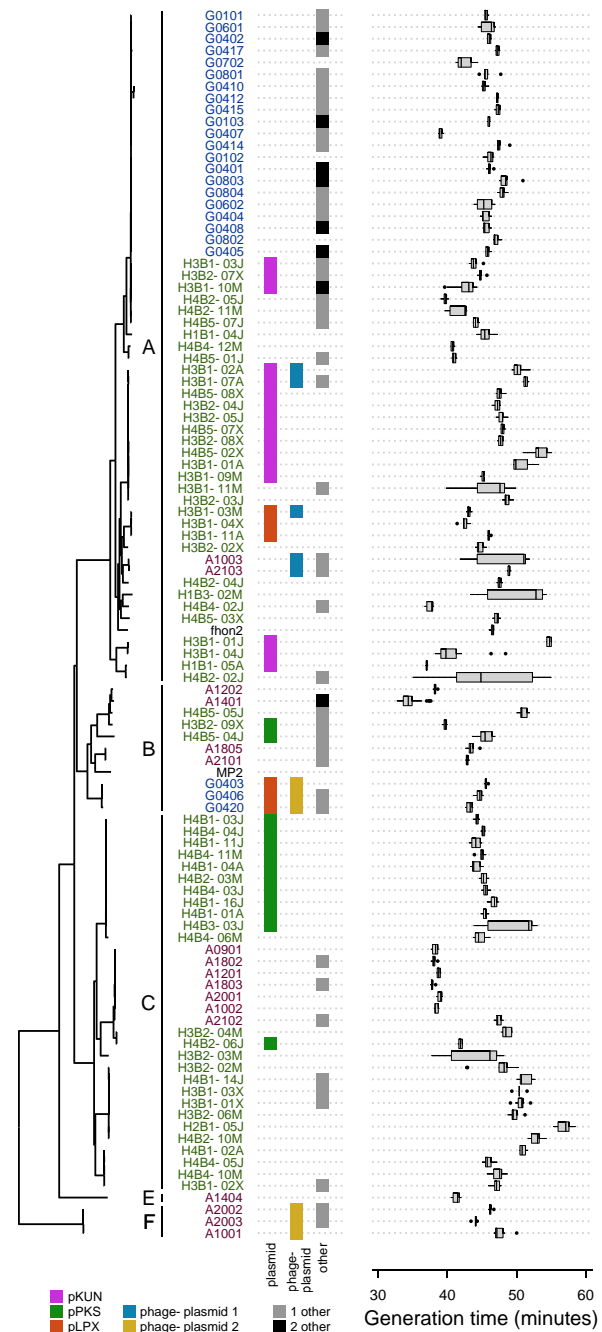 G0101
G0601
G0402
G0417
G0702
G0801
G0410
G0412
G0415
G0103
G0407
G0414
G0102
G0401
G0803
G0804
G0602
G0404
G0408
G0802
G0405
H3B1- 03J
H3B2- 07X
H3B1- 10M
H4B2- 05J
H4B2- 11M
H4B5- 07J
H1B1- 04J
A
H4B4- 12M
H4B5- 01J
H3B1- 02A
H3B1- 07A
H4B5- 08X
H3B2- 04J
H3B2- 05J
H4B5- 07X
H3B2- 08X
H4B5- 02X
H3B1- 01A
H3B1- 09M
H3B1- 11M
H3B2- 03J
H3B1- 03M
H3B1- 04X
H3B1- 11A
H3B2- 02X
A1003
A2103
H4B2- 04J
H1B3- 02M
H4B4- 02J
H4B5- 03X
fhon2
H3B1- 01J
H3B1- 04J
H1B1- 05A
H4B2- 02J
A1202
A1401
H4B5- 05J
H3B2- 09X
H4B5- 04J
B
A1805
A2101
MP2
G0403
G0406
G0420
H4B1- 03J
H4B4- 04J
H4B1- 11J
H4B4- 11M
H4B1- 04A
H4B2- 03M
H4B4- 03J
H4B1- 16J
H4B1- 01A
H4B3- 03J
H4B4- 06M
A0901
A1802
A1201
A1803
C
A2001
A1002
A2102
H3B2- 04M
H4B2- 06J
H3B2- 03M
H3B2- 02M
H4B1- 14J
H3B1- 03X
H3B1- 01X
H3B2- 06M
H2B1- 05J
H4B2- 10M
H4B1- 02A
H4B4- 05J
H4B4- 10M
H3B1- 02X
E
A1404
A2002
F
A2003
A1001
plasmid
phage-
plasmid
other
30 40 50 60
Generation time (minutes)
pKUN
pPKS phage- plasmid 1 1 other
pLPX phage- plasmid 2 2 other